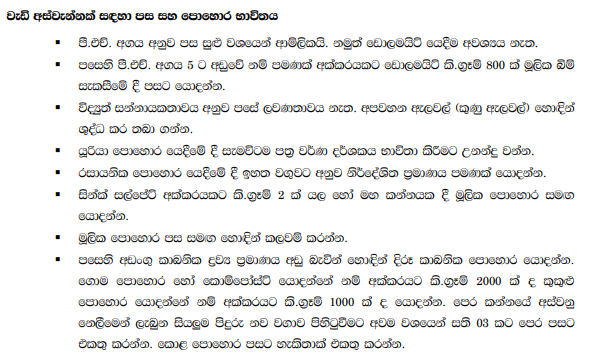 වැඩි අස්වැන්නක් සඳහා පස සහ පොහොර භාවිතය
▪ පී.එච්. අගය අනුව පස සුළු වශයෙන් ආම්ලිකයි. නමුත් ඩොලමයිට් යෙදීම අවශ්‍යය නැත.
▪ පසෙහි පී.එච්. අගය 5 ට අඩුවේ නම් පමණක් අක්කරයකට ඩොලමයිට් කි.ග්‍රෑම් 800 ක් මූලික බිම්
සැකසීමේ දී පසට යොදන්න.
▪ විද්‍යුත් සන්නායකතාවය අනුව පසේ ලවණතාවය නැත. අපවහන ඇලවල් (කුණු ඇලවල්) හොඳින්
ශුද්ධ කර තබා ගන්න.
▪ යූරියා පොහොර යෙදීමේ දී සැමවිටම පත්‍ර වර්ණ දර්ශකය භාවිතා කිරීමට උනන්දු වන්න.
▪ රසායනික පොහොර යෙදීමේ දී ඉහත වගුවට අනුව නිර්දේශිත ප්‍රමාණය පමණක් යොදන්න.
▪ සින්ක් සල්පේට් අක්කරයකට කි.ග්‍රෑම් 2 ක් යල හෝ මහ කන්නයක දී මූලික පොහොර සමඟ
යොදන්න.
▪ මූලික පොහොර පස සමඟ හොඳින් කලවම් කරන්න.
▪ පසෙහි අඩංගු කාබනික ද්‍රව්‍ය ප්‍රමාණය අඩු බැවින් හොඳින් දිරූ කාබනික පොහොර යොදන්න.
ගොම පොහොර හෝ කොම්පෝස්ට් යොදන්නේ නම් අක්කරයට කි.ග්‍රෑම් 2000 ක් ද කුකුළු
පොහොර යොදන්නේ නම් අක්කරයට කි.ග්‍රෑම් 1000 ක් ද යොදන්න. පෙර කන්නයේ අස්වනු
නෙලීමෙන් ලැබුන සියලුම පිදුරු නව වගාව පිහිටුවීමට අවම වශයෙන් සති 03 කට පෙර පසට
එකතු කරන්න. කොළ පොහොර පසට හැකිතාක් එකතු කරන්න.